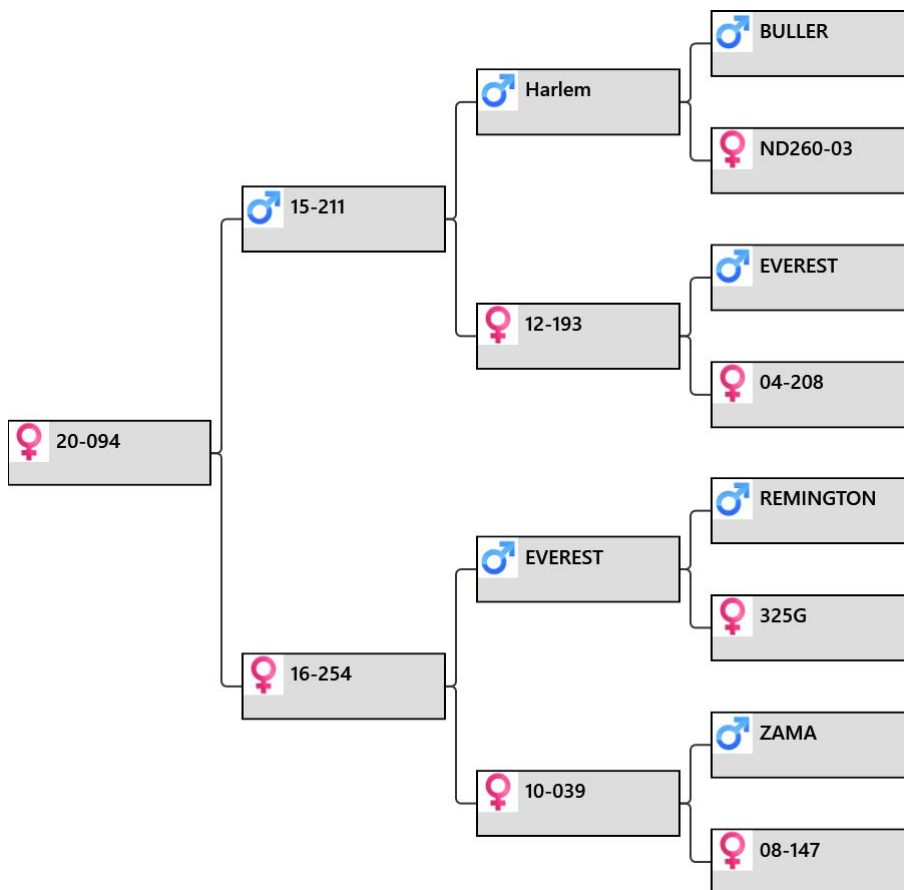 BULLER
Harlem
ND260-03
15-211
EVEREST
12-193
04-208
20-094
REMINGTON
EVEREST
325G
16-254
ZAMA
10-039
08-147